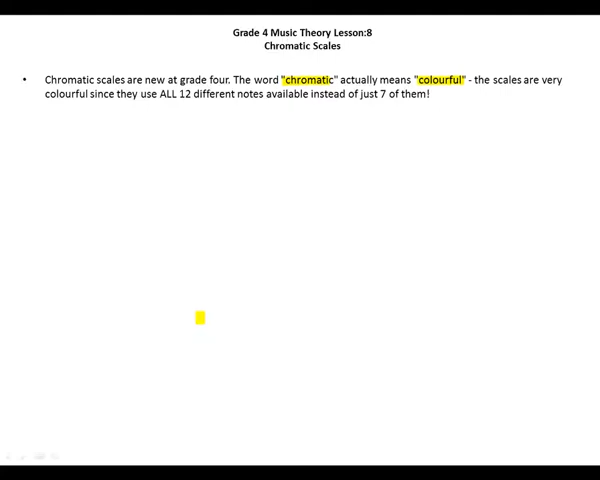 Grade 4 Music Theory Lesson:8
Chromatic Scales
• Chromatic scales are new at grade four. The word "chromatic" actually means "colourful" - the scales are very
colourful since they use ALL 12 different notes available instead of just 7 of them!